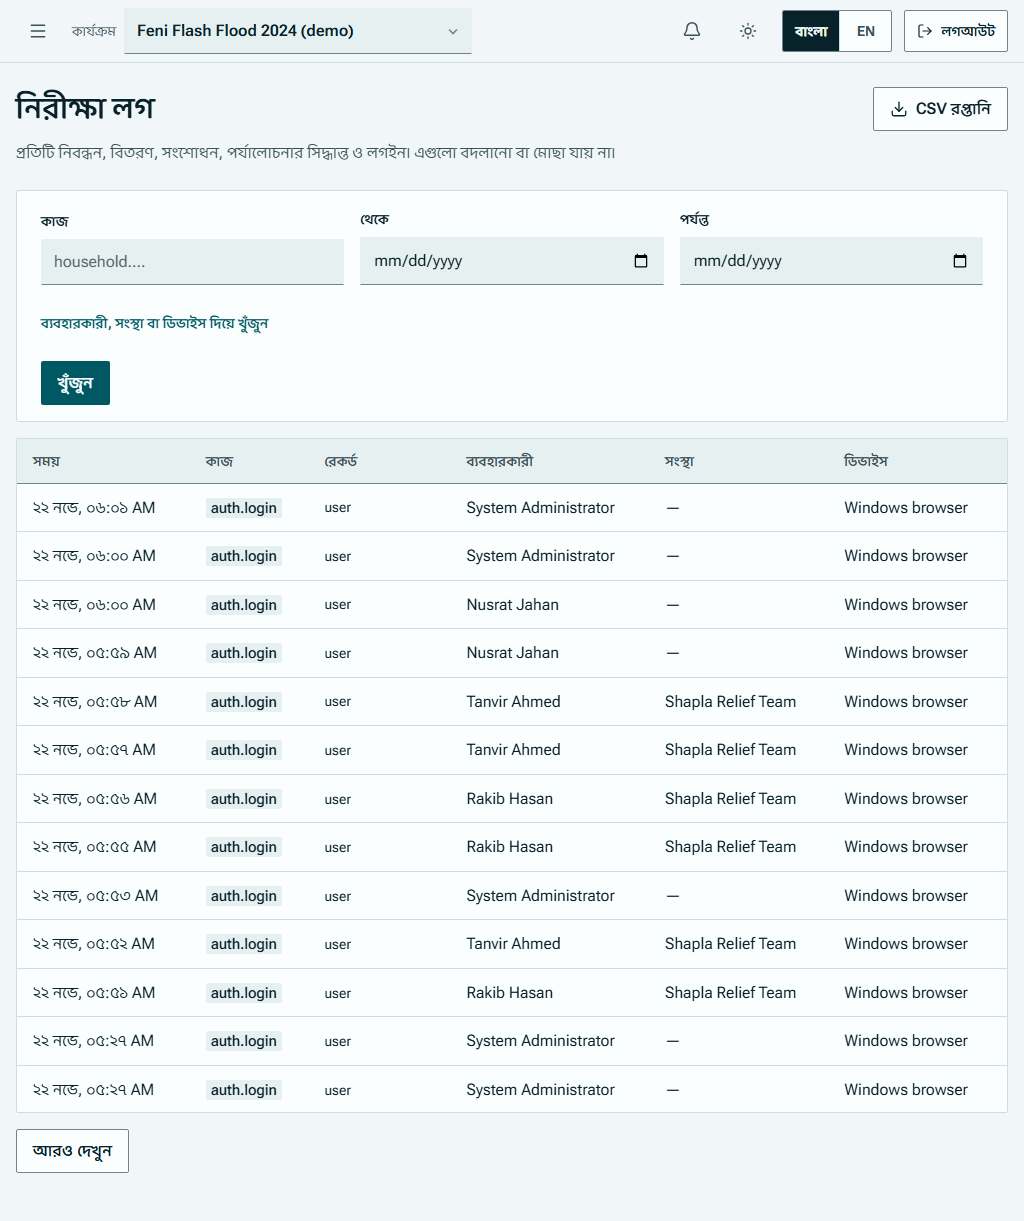 কার্যক্রম Feni Flash Flood 2024 (demo) বাংলা EN লগআউট
নিরীক্ষা লগ
CSV রপ্তানি
প্রতিটি নিবন্ধন, বিতরণ, সংশোধন, পর্যালোচনার সিদ্ধান্ত ও লগইন। এগুলো বদলানো বা মোছা যায় না।
কাজ থেকে পর্যন্ত
household.... mm/dd/yyyy mm/dd/yyyy
ব্যবহারকারী, সংস্থা বা ডিভাইস দিয়ে খুঁজুন
খুঁজুন
সময় কাজ রেকর্ড ব্যবহারকারী সংস্থা ডিভাইস
২২ নভে, ০৬:০১ AM auth.login user System Administrator — Windows browser
২২ নভে, ০৬:০০ AM auth.login user System Administrator — Windows browser
২২ নভে, ০৬:০০ AM auth.login user Nusrat Jahan — Windows browser
২২ নভে, ০৫:৫৯ AM auth.login user Nusrat Jahan — Windows browser
২২ নভে, ০৫:৫৮ AM auth.login user Tanvir Ahmed Shapla Relief Team Windows browser
২২ নভে, ০৫:৫৭ AM auth.login user Tanvir Ahmed Shapla Relief Team Windows browser
২২ নভে, ০৫:৫৬ AM auth.login user Rakib Hasan Shapla Relief Team Windows browser
২২ নভে, ০৫:৫৫ AM auth.login user Rakib Hasan Shapla Relief Team Windows browser
২২ নভে, ০৫:৫৩ AM auth.login user System Administrator — Windows browser
২২ নভে, ০৫:৫২ AM auth.login user Tanvir Ahmed Shapla Relief Team Windows browser
২২ নভে, ০৫:৫১ AM auth.login user Rakib Hasan Shapla Relief Team Windows browser
২২ নভে, ০৫:২৭ AM auth.login user System Administrator — Windows browser
২২ নভে, ০৫:২৭ AM auth.login user System Administrator — Windows browser
আরও দেখুন